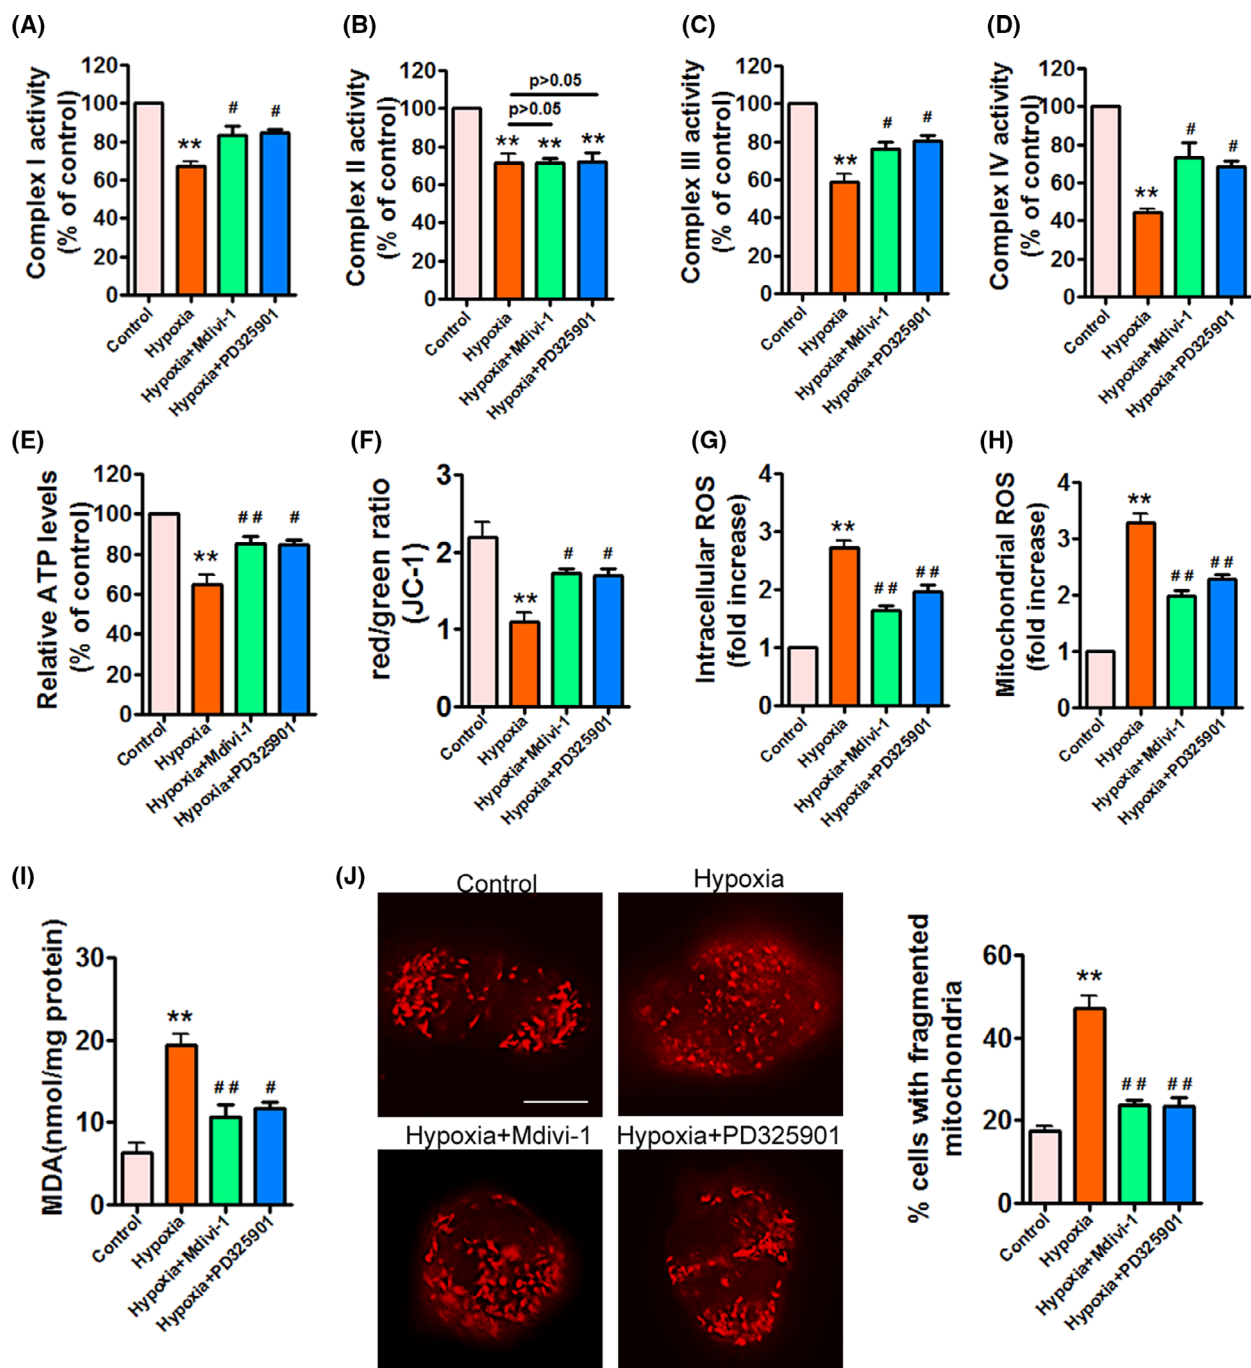 (A)
Complex I activity
(% of control)
120
100
80
60
40
20
0
**
#
#
Control
Hypoxia
Hypoxia+Mdivi-1
Hypoxia+PD325901
(B)
Complex II activity
(% of control)
120
100
80
60
40
20
0
p>0.05
p>0.05
**
**
**
Control
Hypoxia
Hypoxia+Mdivi-1
Hypoxia+PD325901
(C)
Complex III activity
(% of control)
120
100
80
60
40
20
0
**
#
#
Control
Hypoxia
Hypoxia+Mdivi-1
Hypoxia+PD325901
(D)
Complex IV activity
(% of control)
120
100
80
60
40
20
0
**
#
#
Control
Hypoxia
Hypoxia+Mdivi-1
Hypoxia+PD325901
(E)
Relative ATP levels
(% of control)
120
100
80
60
40
20
0
**
##
#
Control
Hypoxia
Hypoxia+Mdivi-1
Hypoxia+PD325901
(F)
red/green ratio
(JC-1)
3
2
1
0
**
#
#
Control
Hypoxia
Hypoxia+Mdivi-1
Hypoxia+PD325901
(G)
Intracellular ROS
(fold increase)
4
3
2
1
0
**
##
##
Control
Hypoxia
Hypoxia+Mdivi-1
Hypoxia+PD325901
(H)
Mitochondrial ROS
(fold increase)
4
3
2
1
0
**
##
##
Control
Hypoxia
Hypoxia+Mdivi-1
Hypoxia+PD325901
(I)
MDA(nmol/mg protein)
30
20
10
0
**
##
#
Control
Hypoxia
Hypoxia+Mdivi-1
Hypoxia+PD325901
(J)
Control
Hypoxia
Hypoxia+Mdivi-1
Hypoxia+PD325901
% cells with fragmented
mitochondria
60
40
20
0
**
##
##
Control
Hypoxia
Hypoxia+Mdivi-1
Hypoxia+PD325901